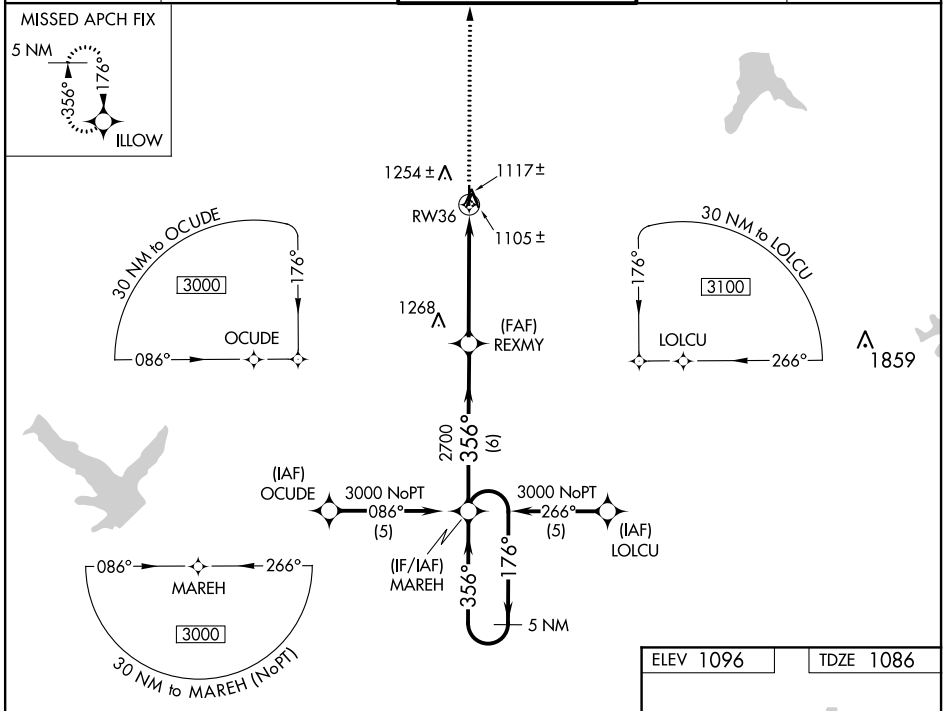 MISSED APCH FIX
5 NM
356°
176°
ILLOW
1254 ±
1117 ±
RW36
1105 ±
30 NM to OCUDE
3000
176°
OCUDE
086°
30 NM to LOLCU
176°
3100
LOLCU
266°
1859
1268
(FAF)
REXMY
2700
356°
(6)
(IAF)
OCUDE
3000 NoPT
086°
(5)
3000 NoPT
266°
(5)
(IAF)
LOLCU
(IF/IAF)
MAREH
356°
176°
5 NM
086°
266°
MAREH
3000
30 NM to MAREH (NoPT)
ELEV 1096
TDZE 1086